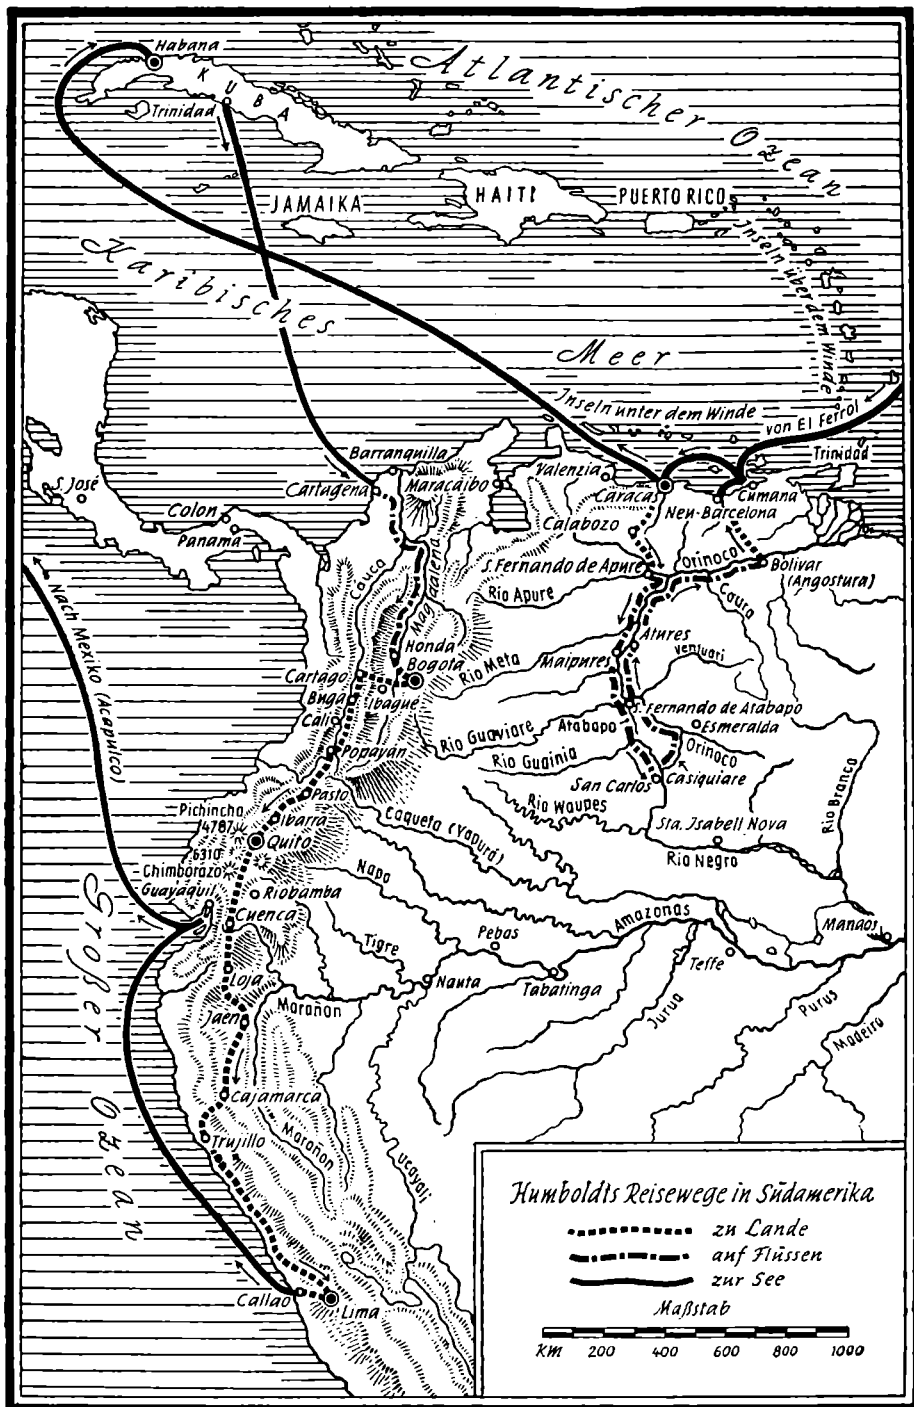 Habana
KUBA
Trinidad
Atlantischer Ozean
JAMAIKA
HAITI
PUERTO RICO
Inseln über dem Winde
Karibisches Meer
Inseln unter dem Winde
von El Ferrol
Trinidad
Barranquilla
Cartagena
Maracaibo
Valenzia
Caracas
Cumana
Neu-Barcelona
Calabozo
S. José
Colon
Panama
S. Fernando de Apure
Orinoco
Bolivar
(Angostura)
Rio Apure
Caura
Cauca
Magdalena
Nach Mexiko (Acapulco)
Honda
Bogota
Rio Meta
Atures
Maipures
Ventuari
Cartago
Buga
Ibague
Cali
S. Fernando de Atabapo
Esmeralda
Atabapo
Rio Guaviare
Orinoco
Popayán
Rio Guainia
San Carlos
Casiquiare
Pasto
Rio Waupes
Rio Branco
Pichincha
14787
Ibarra
Quito
Caqueta (Yapurá)
Sta. Isabell Nova
Rio Negro
6310
Chimborazo
Guayaquil
Riobamba
Napo
Cuenca
Amazonas
Manaos
Tigre
Pebas
Teffe
Loja
Nauta
Tabatinga
Marañon
Jaen
Jurua
Purus
Madeira
Großer Ozean
Cajamarca
Trujillo
Marañon
Ucayali
Callao
Lima
Humboldts Reisewege in Südamerika
zu Lande
auf Flüssen
zur See
Maßstab
KM 200 400 600 800 1000